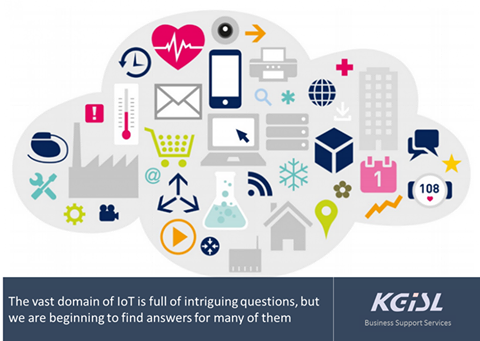 !
@
1
108
The vast domain of IoT is full of intriguing questions, but
we are beginning to find answers for many of them
KGiSL
Business Support Services